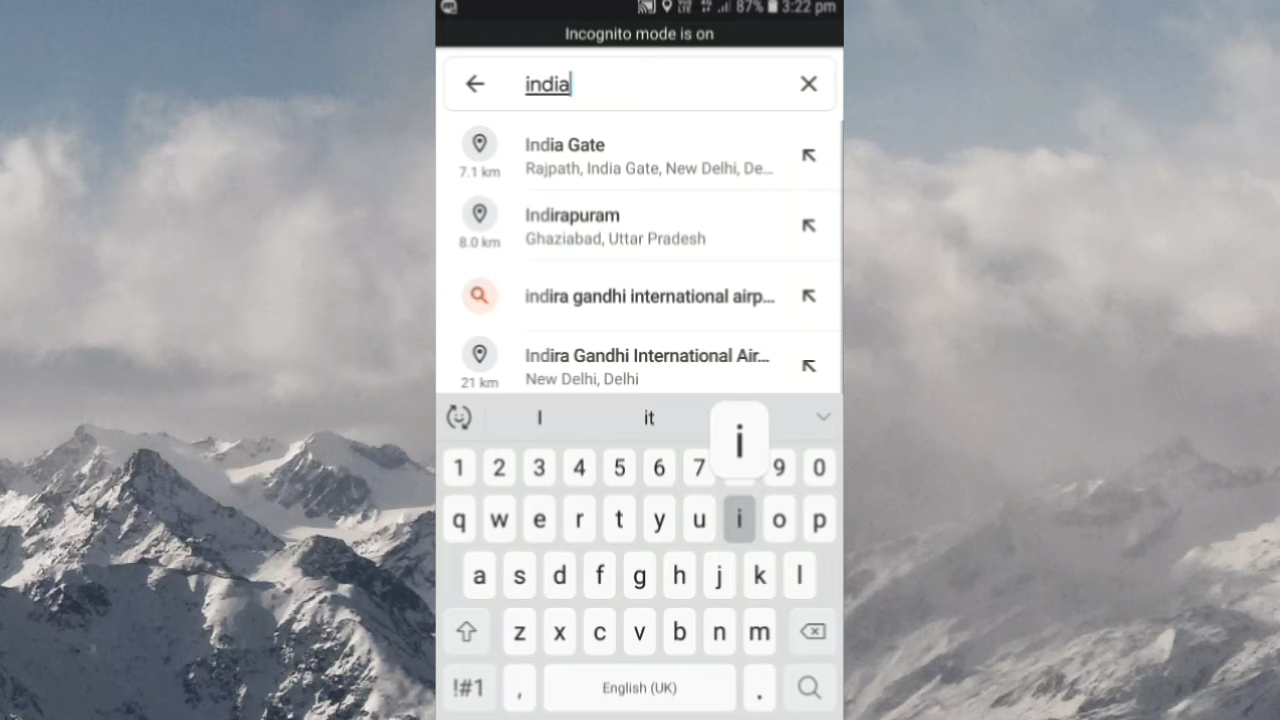 87% 3:22 pm
Incognito mode is on
india
India Gate
Rajpath, India Gate, New Delhi, De...
7.1 km
Indirapuram
Ghaziabad, Uttar Pradesh
8.0 km
indira gandhi international airp...
Indira Gandhi International Air...
New Delhi, Delhi
21 km
I it
i
1 2 3 4 5 6 7 9 0
q w e r t y u i o p
a s d f g h j k l
z x c v b n m
!#1 , English (UK) .